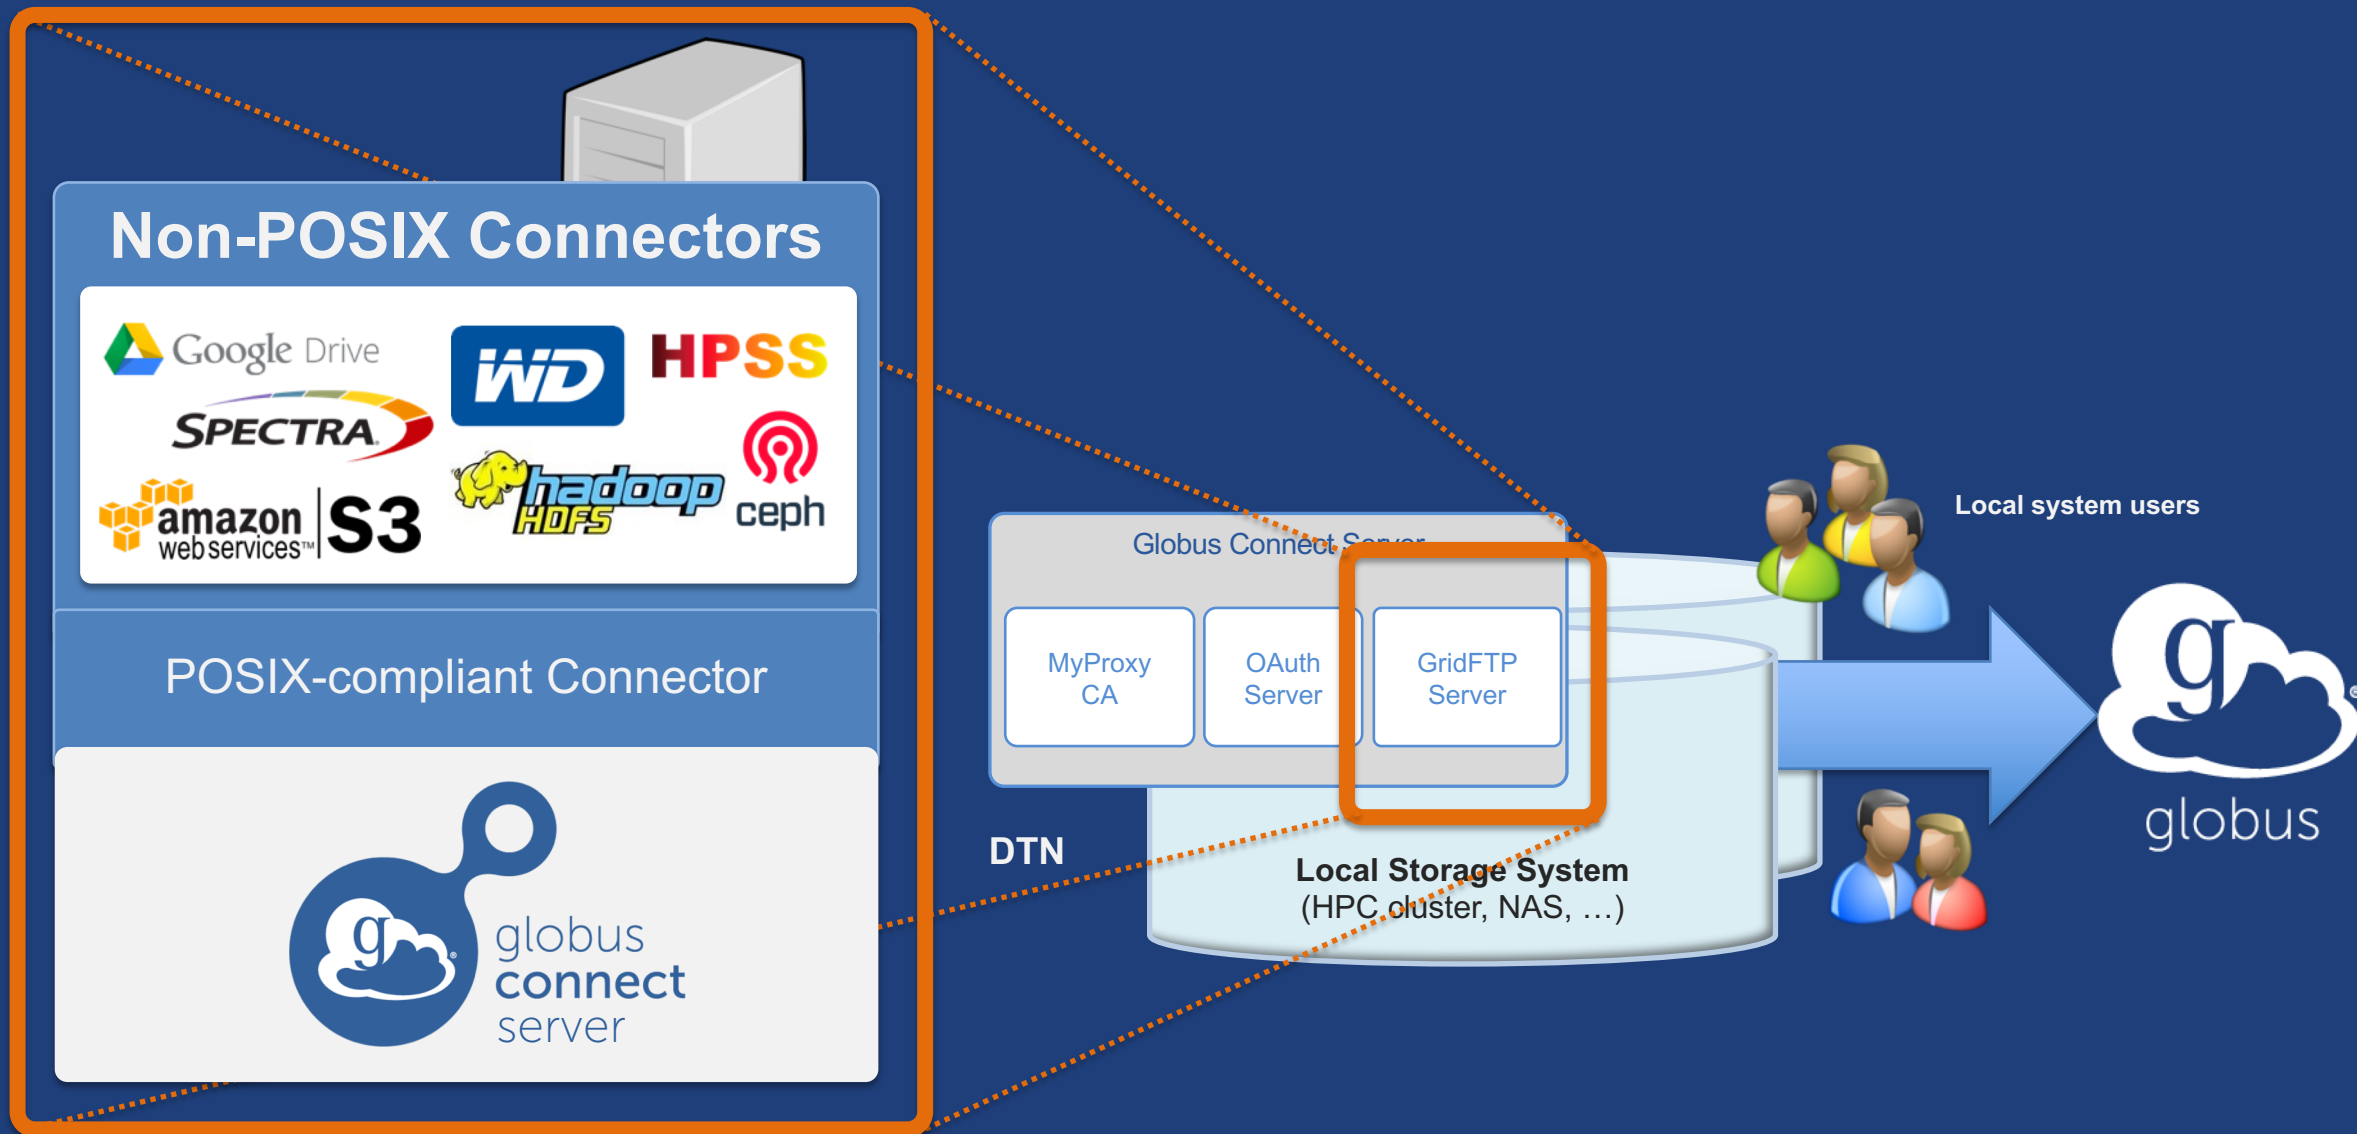 Non-POSIX Connectors
Google Drive
WD
HPSS
SPECTRA
hadoop
HDFS
ceph
amazon
web services™
S3
POSIX-compliant Connector
g
globus
connect
server
Globus Connect Server
MyProxy
CA
OAuth
Server
GridFTP
Server
DTN
Local Storage System
(HPC cluster, NAS, …)
Local system users
g
globus